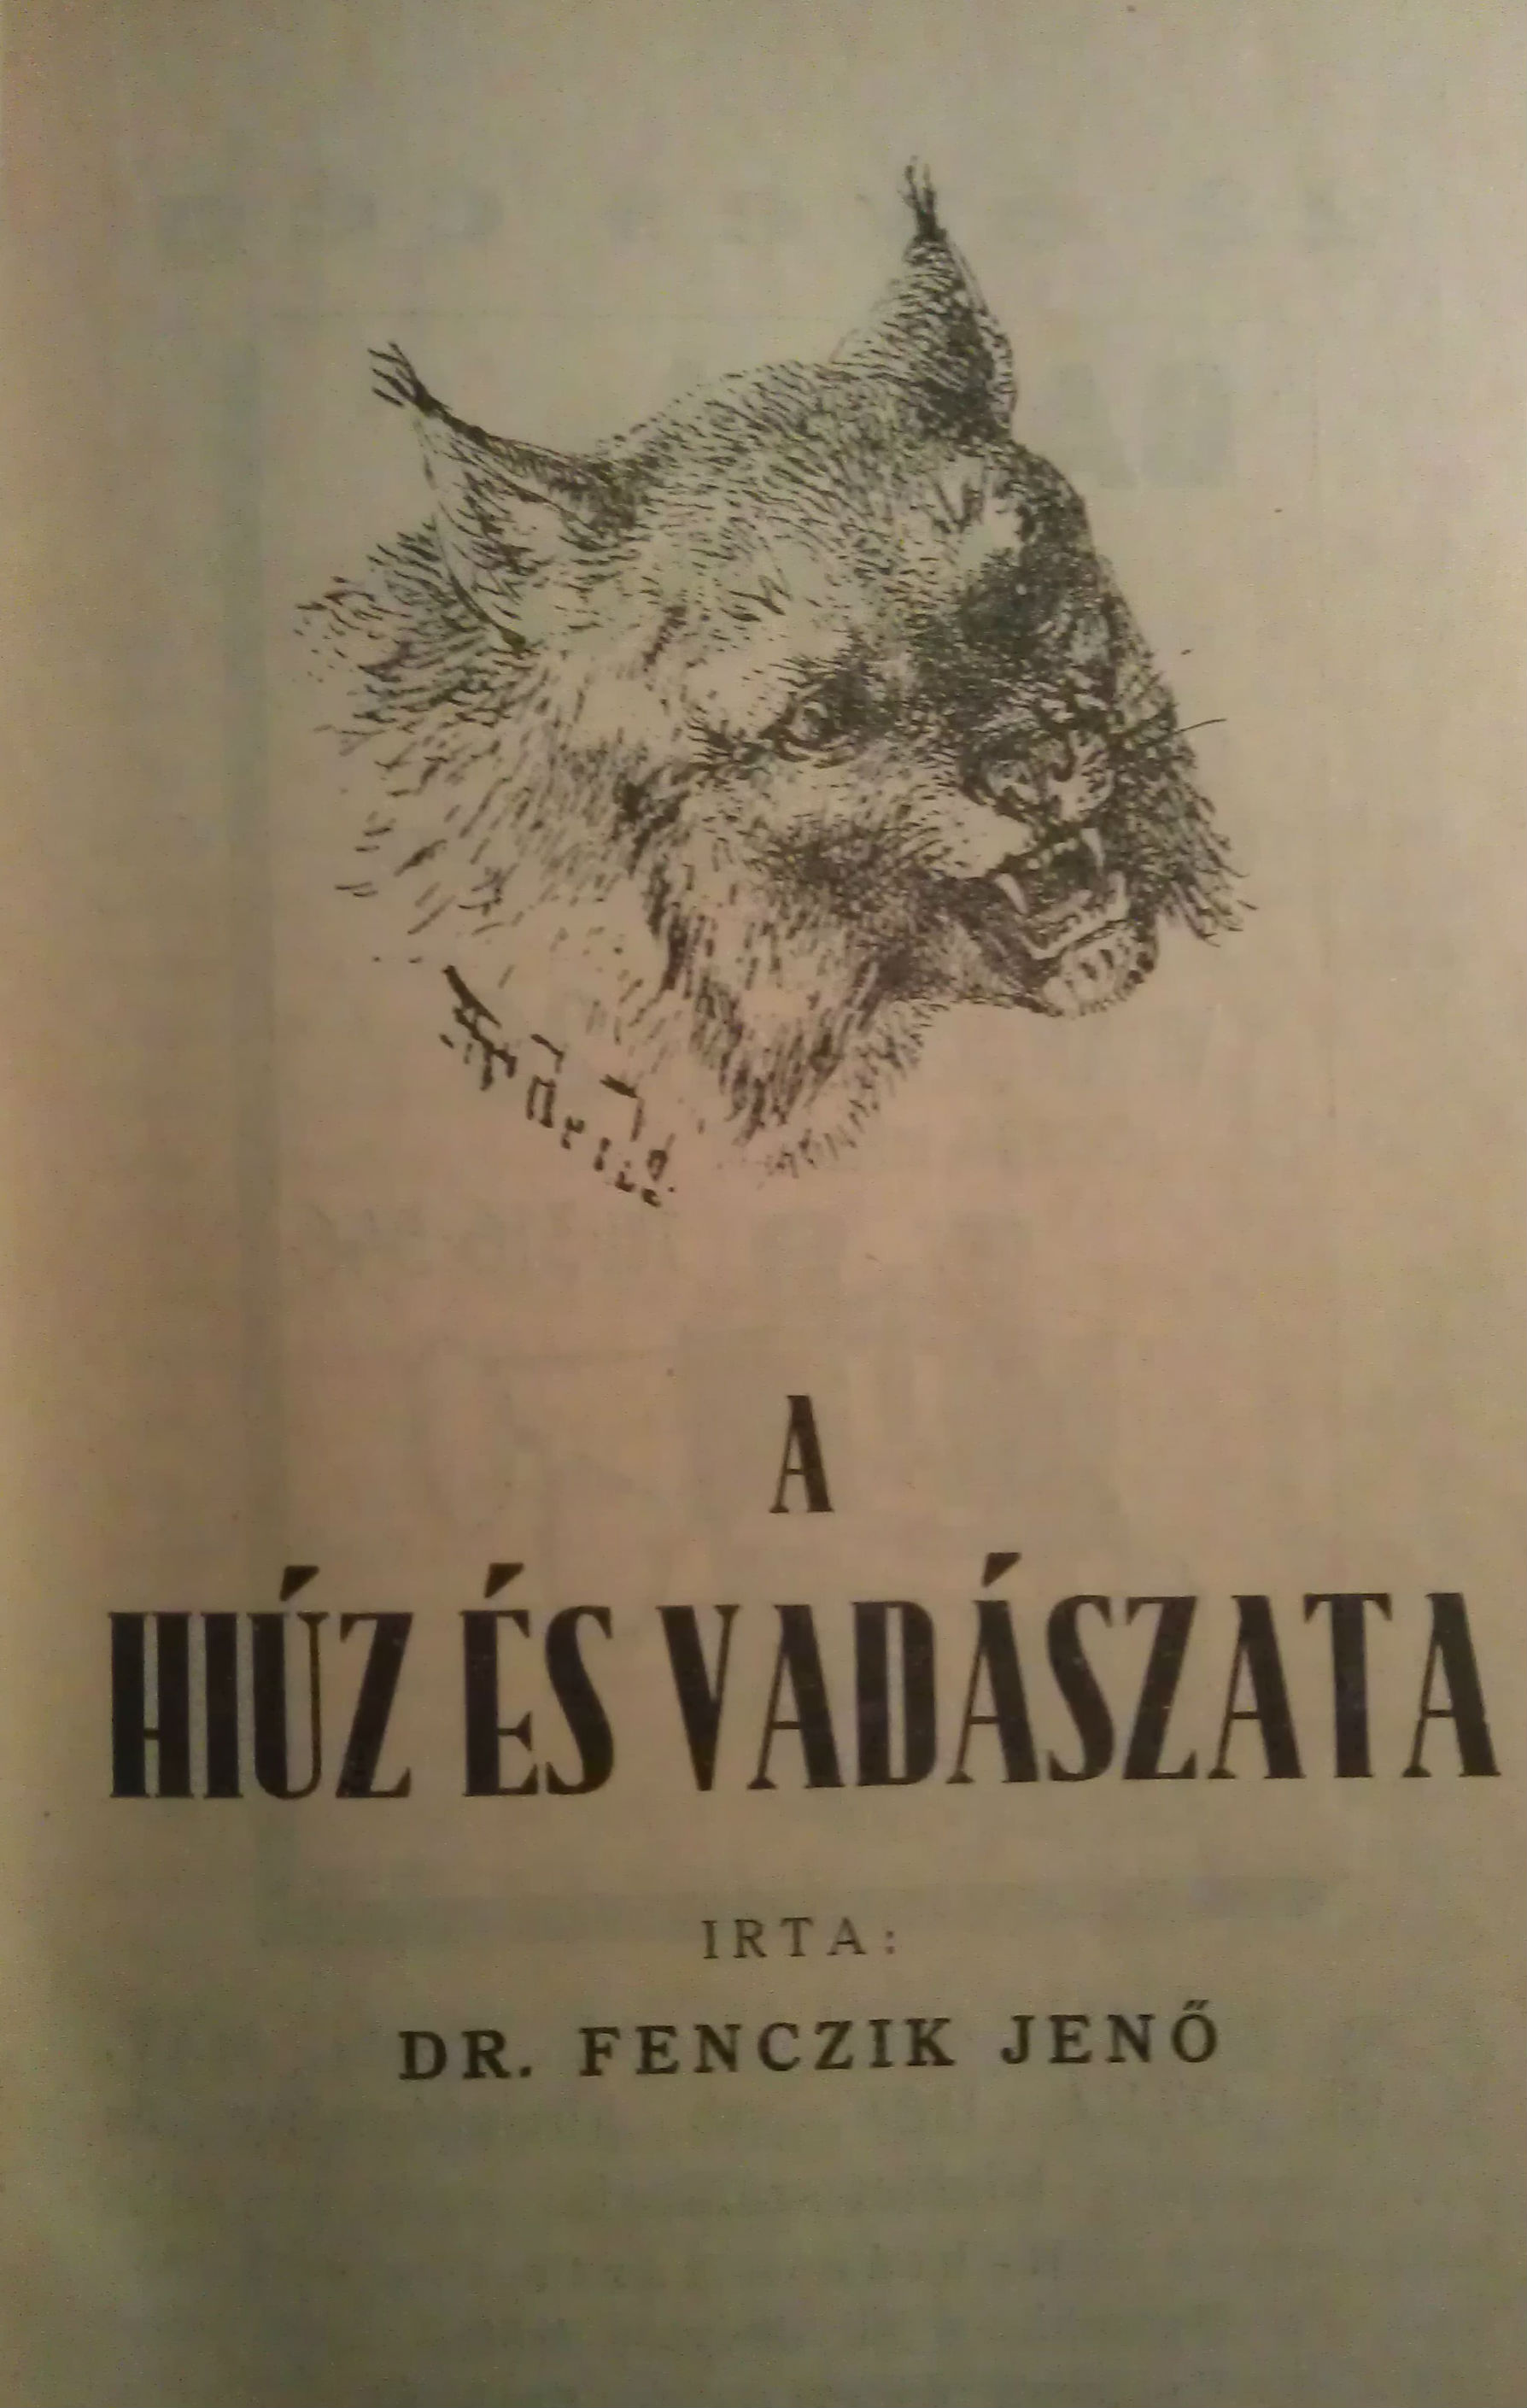 A
HIÚZ ÉS VADÁSZATA
IRTA:
DR. FENCZIK JENŐ